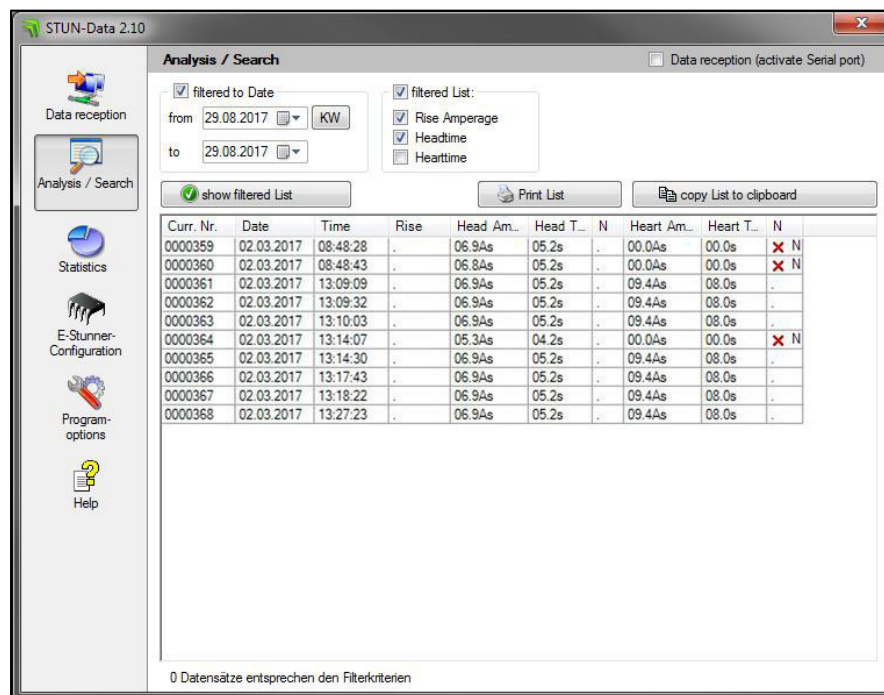 STUN-Data 2.10
Analysis / Search
Data reception (activate Serial port)
Data reception
Analysis / Search
Statistics
E-Stunner-
Configuration
Program-
options
Help
filtered to Date
from 29.08.2017 KW
to 29.08.2017
filtered List:
Rise Amperage
Headtime
Hearttime
show filtered List Print List copy List to clipboard
Curr. Nr. Date Time Rise Head Am... Head T... N Heart Am... Heart T... N
0000359 02.03.2017 08:48:28 . 06.9As 05.2s . 00.0As 00.0s N
0000360 02.03.2017 08:48:43 . 06.8As 05.2s . 00.0As 00.0s N
0000361 02.03.2017 13:09:09 . 06.9As 05.2s . 09.4As 08.0s .
0000362 02.03.2017 13:09:32 . 06.9As 05.2s . 09.4As 08.0s .
0000363 02.03.2017 13:10:03 . 06.9As 05.2s . 09.4As 08.0s .
0000364 02.03.2017 13:14:07 . 05.3As 04.2s . 00.0As 00.0s N
0000365 02.03.2017 13:14:30 . 06.9As 05.2s . 09.4As 08.0s .
0000366 02.03.2017 13:17:43 . 06.9As 05.2s . 09.4As 08.0s .
0000367 02.03.2017 13:18:22 . 06.9As 05.2s . 09.4As 08.0s .
0000368 02.03.2017 13:27:23 . 06.9As 05.2s . 09.4As 08.0s .
0 Datensätze entsprechen den Filterkriterien